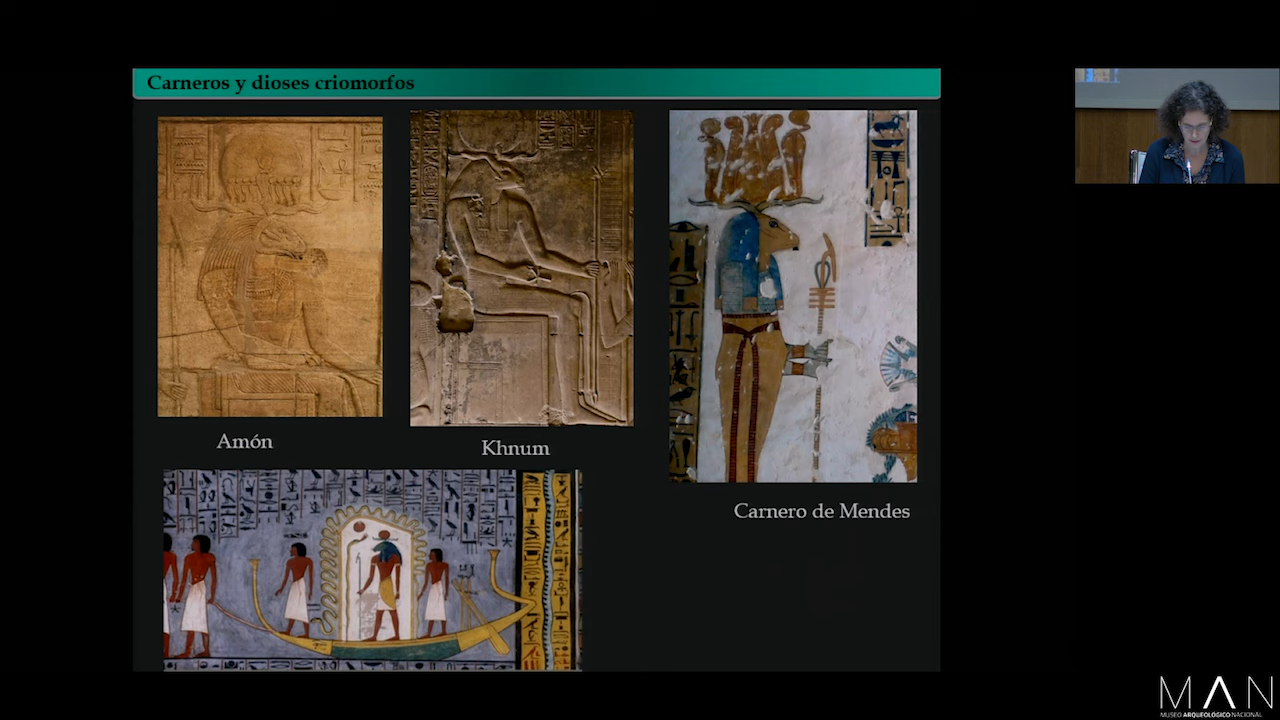 Carneros y dioses criomorfos
Amón
Khnum
Carnero de Mendes
MAN
MUSEO ARQUEOLÓGICO NACIONAL